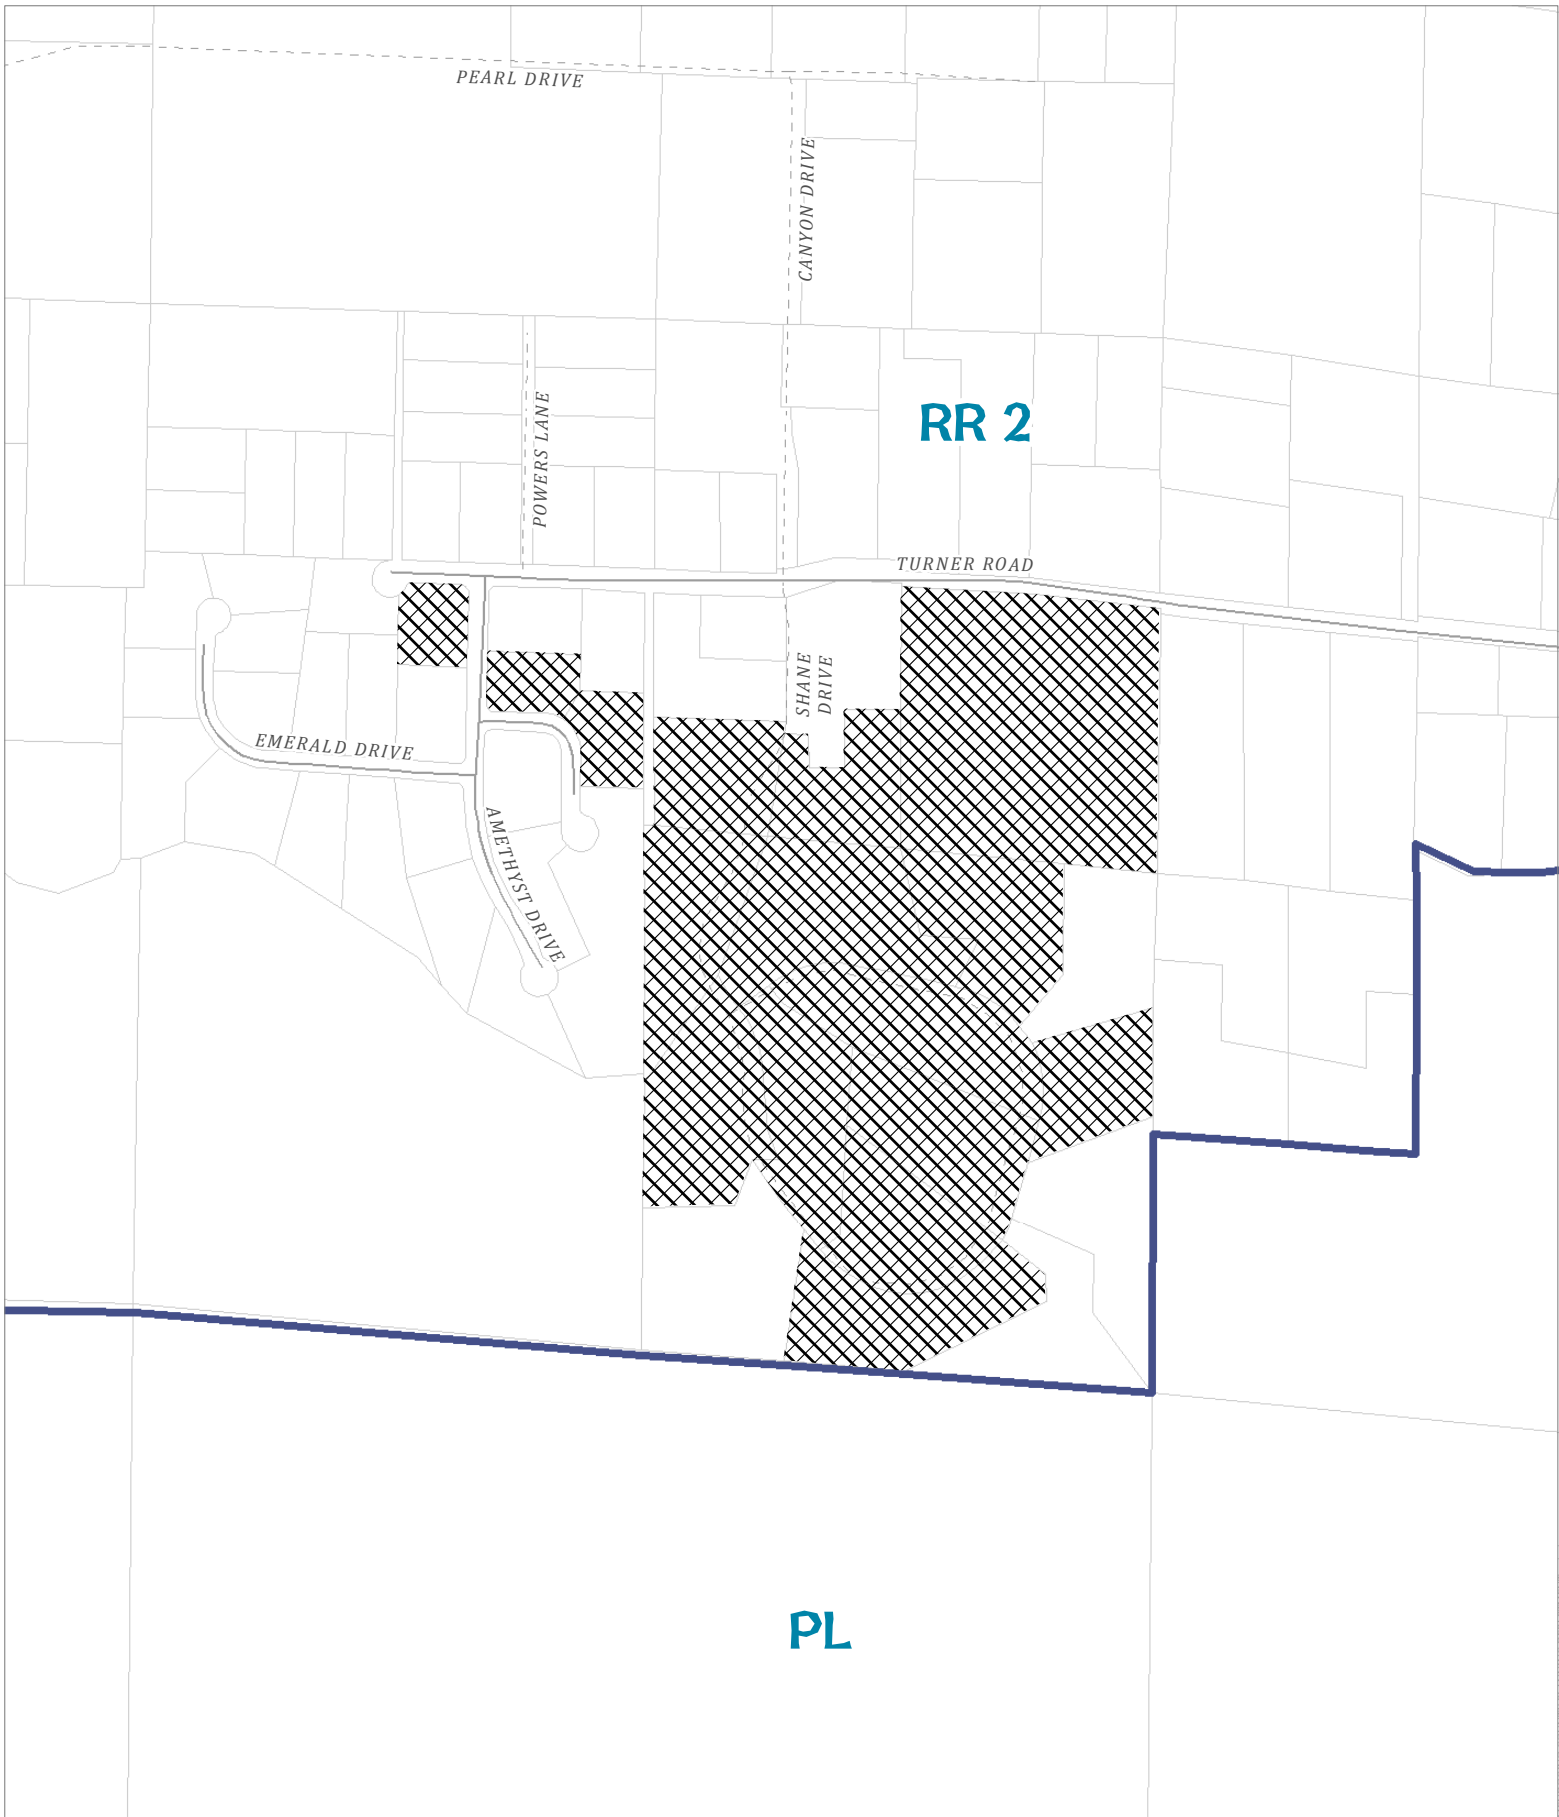 PEARL DRIVE
CANYON DRIVE
POWERS LANE
RR 2
TURNER ROAD
SHANE
DRIVE
EMERALD DRIVE
AMETHYST DRIVE
PL